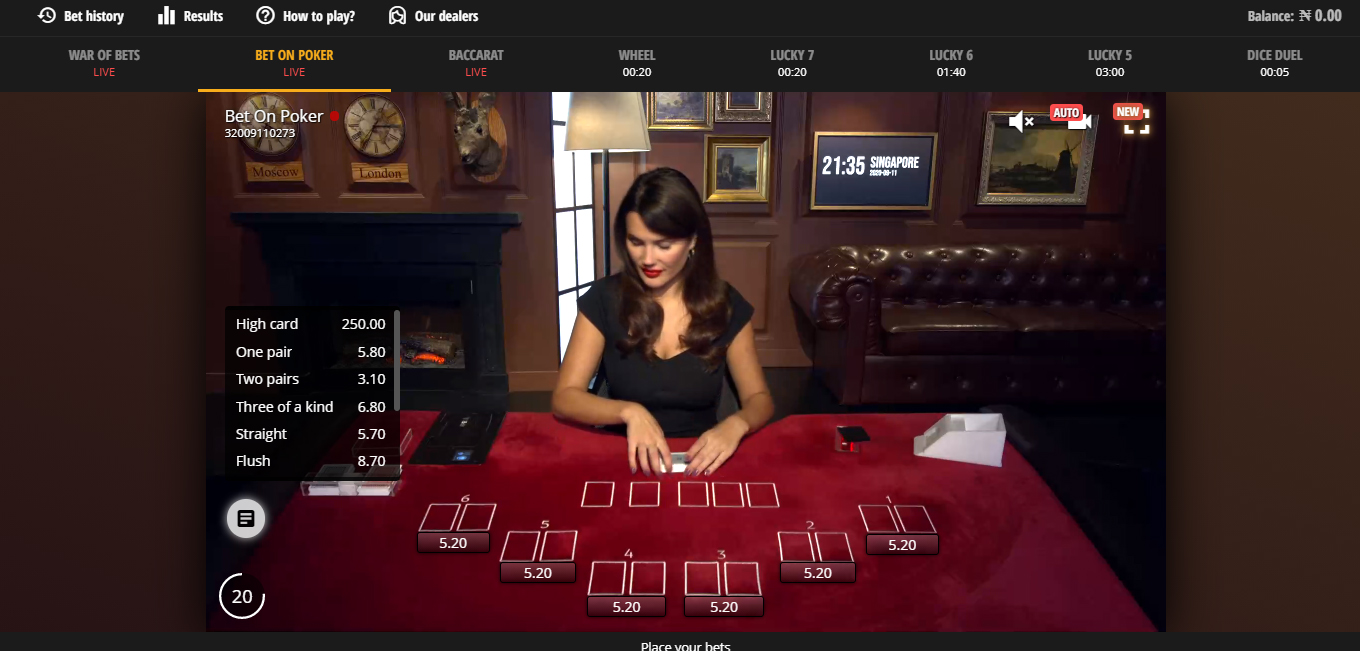 Bet history
Results
How to play?
Our dealers
Balance: ₦ 0.00
WAR OF BETS
LIVE
BET ON POKER
LIVE
BACCARAT
LIVE
WHEEL
00:20
LUCKY 7
00:20
LUCKY 6
01:40
LUCKY 5
03:00
DICE DUEL
00:05
Bet On Poker
32009110273
Moscow
London
21:35 SINGAPORE
AUTO
NEW
High card 250.00
One pair 5.80
Two pairs 3.10
Three of a kind 6.80
Straight 5.70
Flush 8.70
6
5.20
5
5.20
4
5.20
3
5.20
2
5.20
1
5.20
20
Place your bets